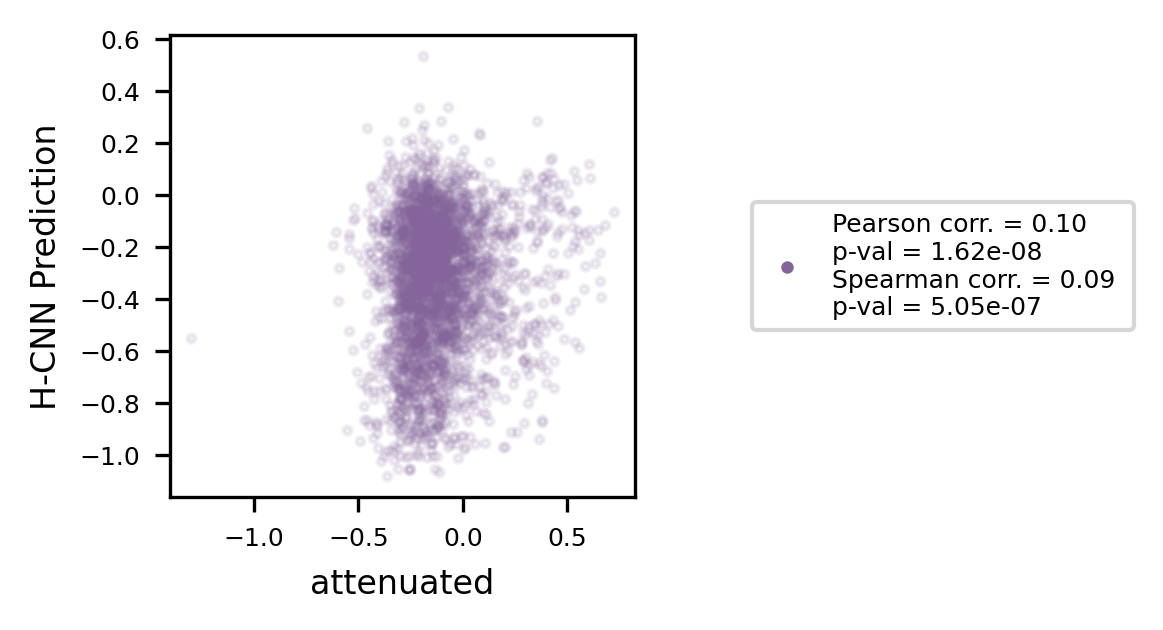 H-CNN Prediction
0.6
0.4
0.2
0.0
−0.2
−0.4
−0.6
−0.8
−1.0
−1.0 −0.5 0.0 0.5
attenuated
Pearson corr. = 0.10
p-val = 1.62e-08
Spearman corr. = 0.09
p-val = 5.05e-07